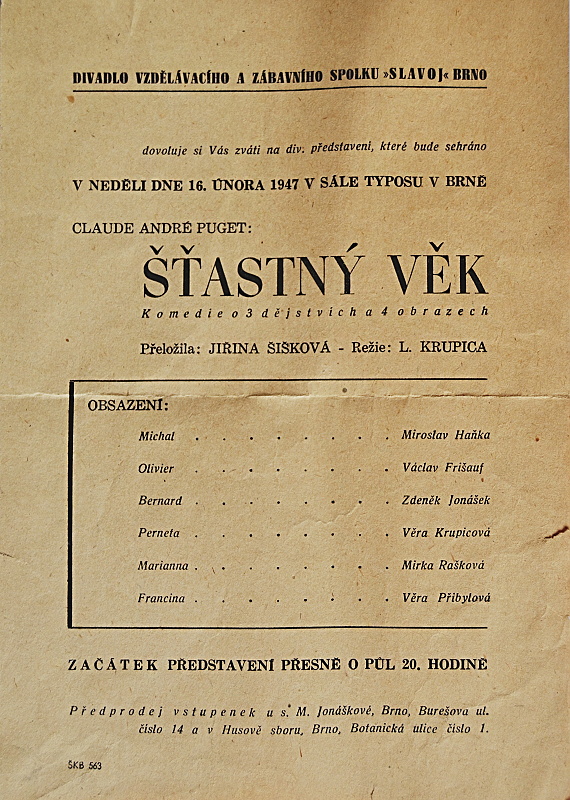 DIVADLO VZDĚLÁVACÍHO A ZÁBAVNÍHO SPOLKU »SLAVOJ« BRNO
dovoluje si Vás zváti na div. představení, které bude sehráno
V NEDĚLI DNE 16. ÚNORA 1947 V SÁLE TYPOSU V BRNĚ
CLAUDE ANDRÉ PUGET:
ŠŤASTNÝ VĚK
Komedie o 3 dějstvích a 4 obrazech
Přeložila: JIŘINA ŠIŠKOVÁ - Režie: L. KRUPICA
OBSAZENÍ:
Michal . . . . . . . . Miroslav Haňka
Olivier . . . . . . . . Václav Frišauf
Bernard . . . . . . . . Zdeněk Jonášek
Perneta . . . . . . . . Věra Krupicová
Marianna . . . . . . . . Mirka Rašková
Francina . . . . . . . . Věra Přibylová
ZAČÁTEK PŘEDSTAVENÍ PŘESNĚ O PŮL 20. HODINĚ
Předprodej vstupenek u s. M. Jonáškové, Brno, Burešova ul.
číslo 14 a v Husově sboru, Brno, Botanická ulice číslo 1.
ŠKB 563